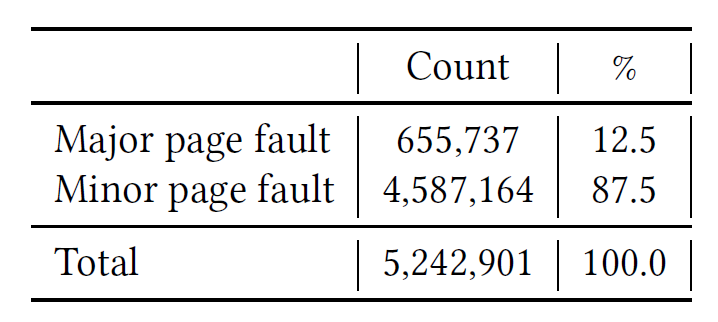 Count %
Major page fault 655,737 12.5
Minor page fault 4,587,164 87.5
Total 5,242,901 100.0